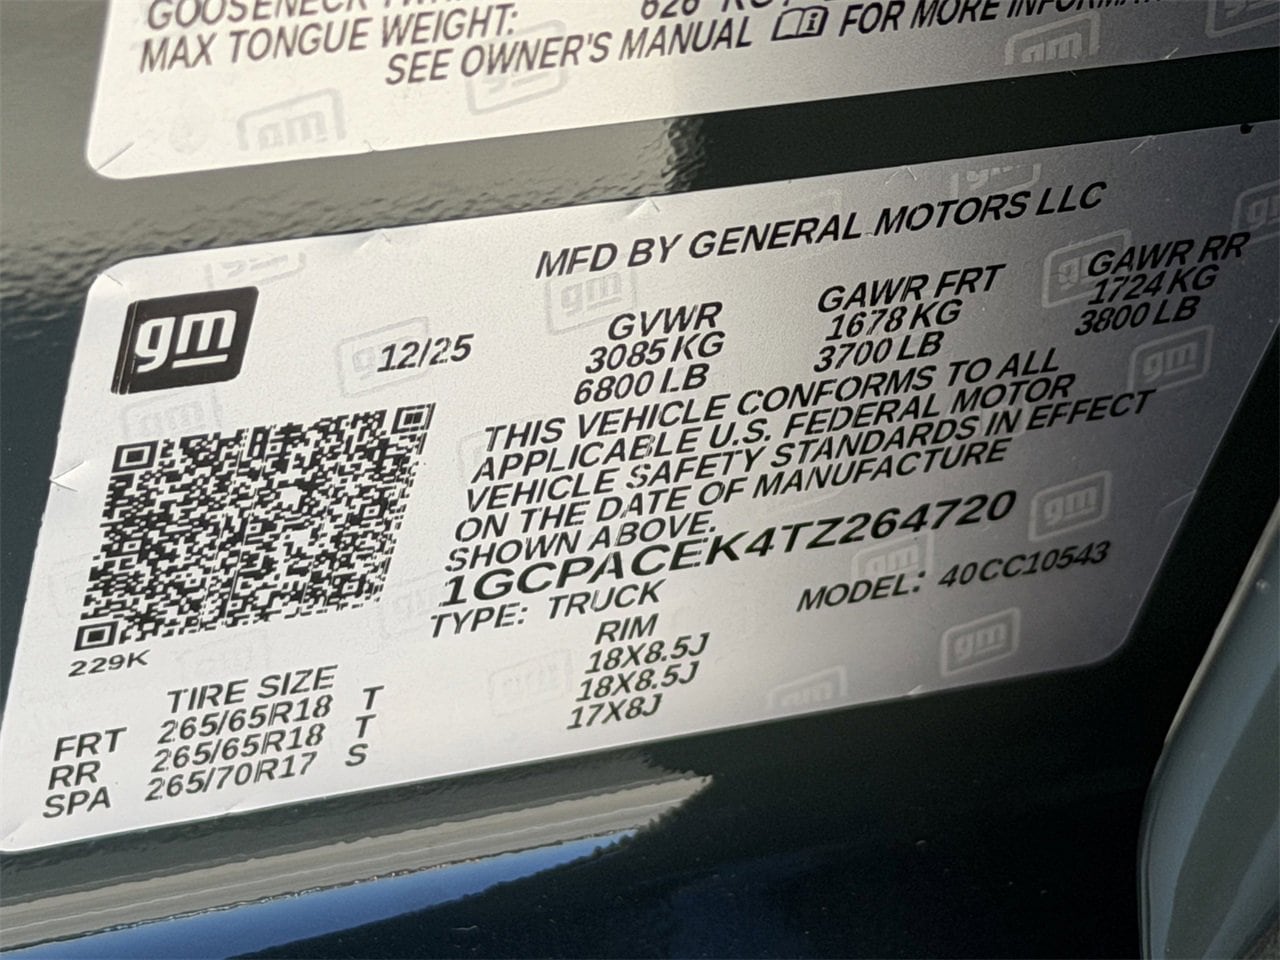 GOOSENECK
MAX TONGUE WEIGHT: 626 KG
SEE OWNER'S MANUAL FOR MORE
MFD BY GENERAL MOTORS LLC
gm
12/25
GVWR GAWR FRT GAWR RR
3085 KG 1678 KG 1724 KG
6800 LB 3700 LB 3800 LB
THIS VEHICLE CONFORMS TO ALL
APPLICABLE U.S. FEDERAL MOTOR
VEHICLE SAFETY STANDARDS IN EFFECT
ON THE DATE OF MANUFACTURE
SHOWN ABOVE.
1GCPACEK4TZ264720
TYPE: TRUCK MODEL: 40CC10543
229K
TIRE SIZE RIM
FRT 265/65R18 T 18X8.5J
RR 265/65R18 T 18X8.5J
SPA 265/70R17 S 17X8J